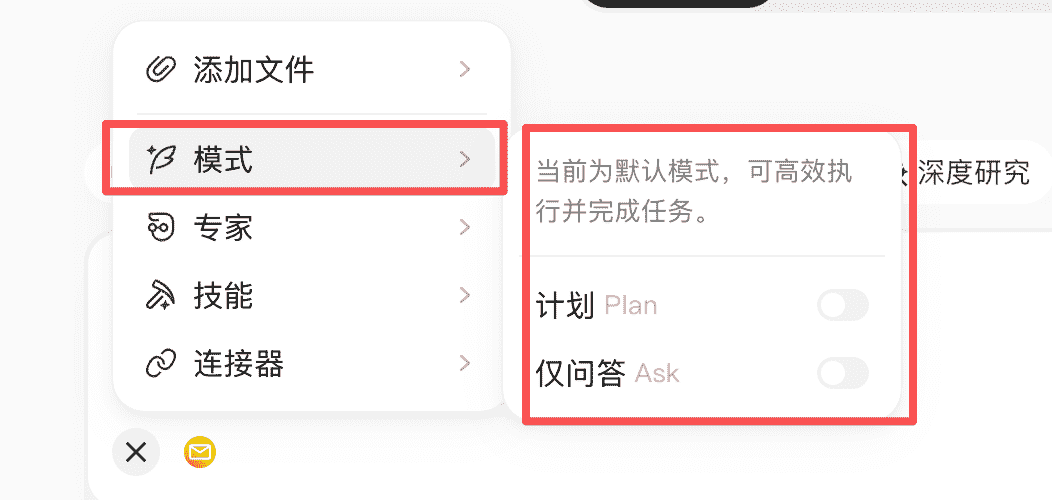 添加文件
模式
专家
技能
连接器
当前为默认模式，可高效执
行并完成任务。
计划 Plan
仅问答 Ask
深度研究